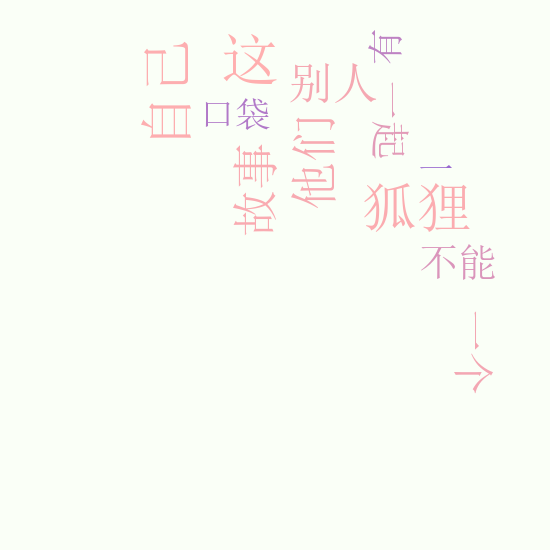 有
这
自己
别人
口袋
一起
他们
故事
一
狐狸
不能
一个